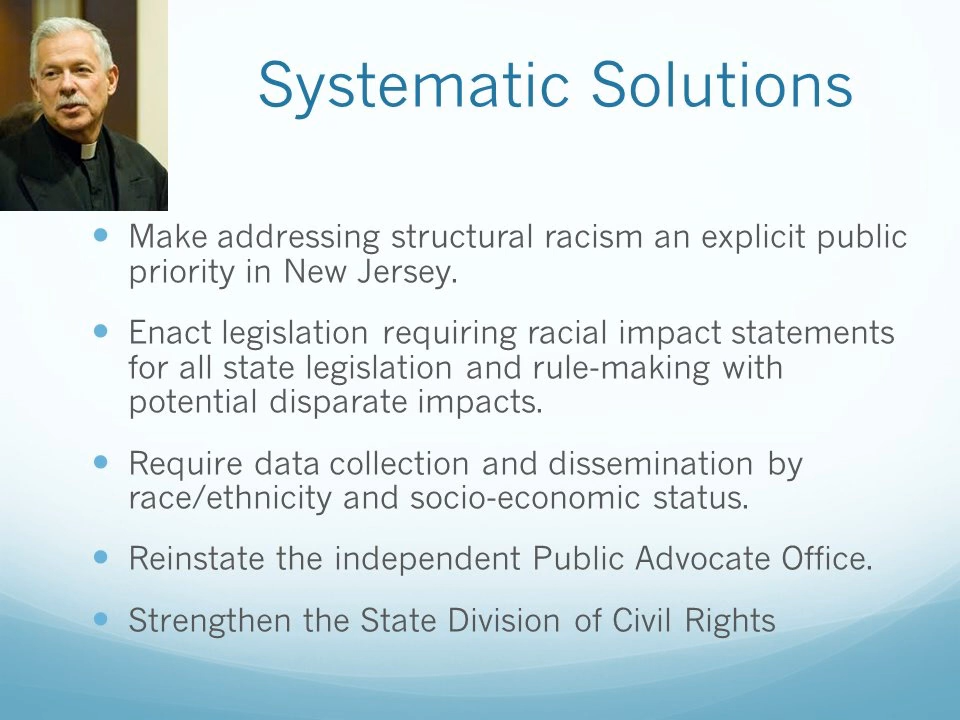 Systematic Solutions
• Make addressing structural racism an explicit public
priority in New Jersey.
• Enact legislation requiring racial impact statements
for all state legislation and rule-making with
potential disparate impacts.
• Require data collection and dissemination by
race/ethnicity and socio-economic status.
• Reinstate the independent Public Advocate Office.
• Strengthen the State Division of Civil Rights